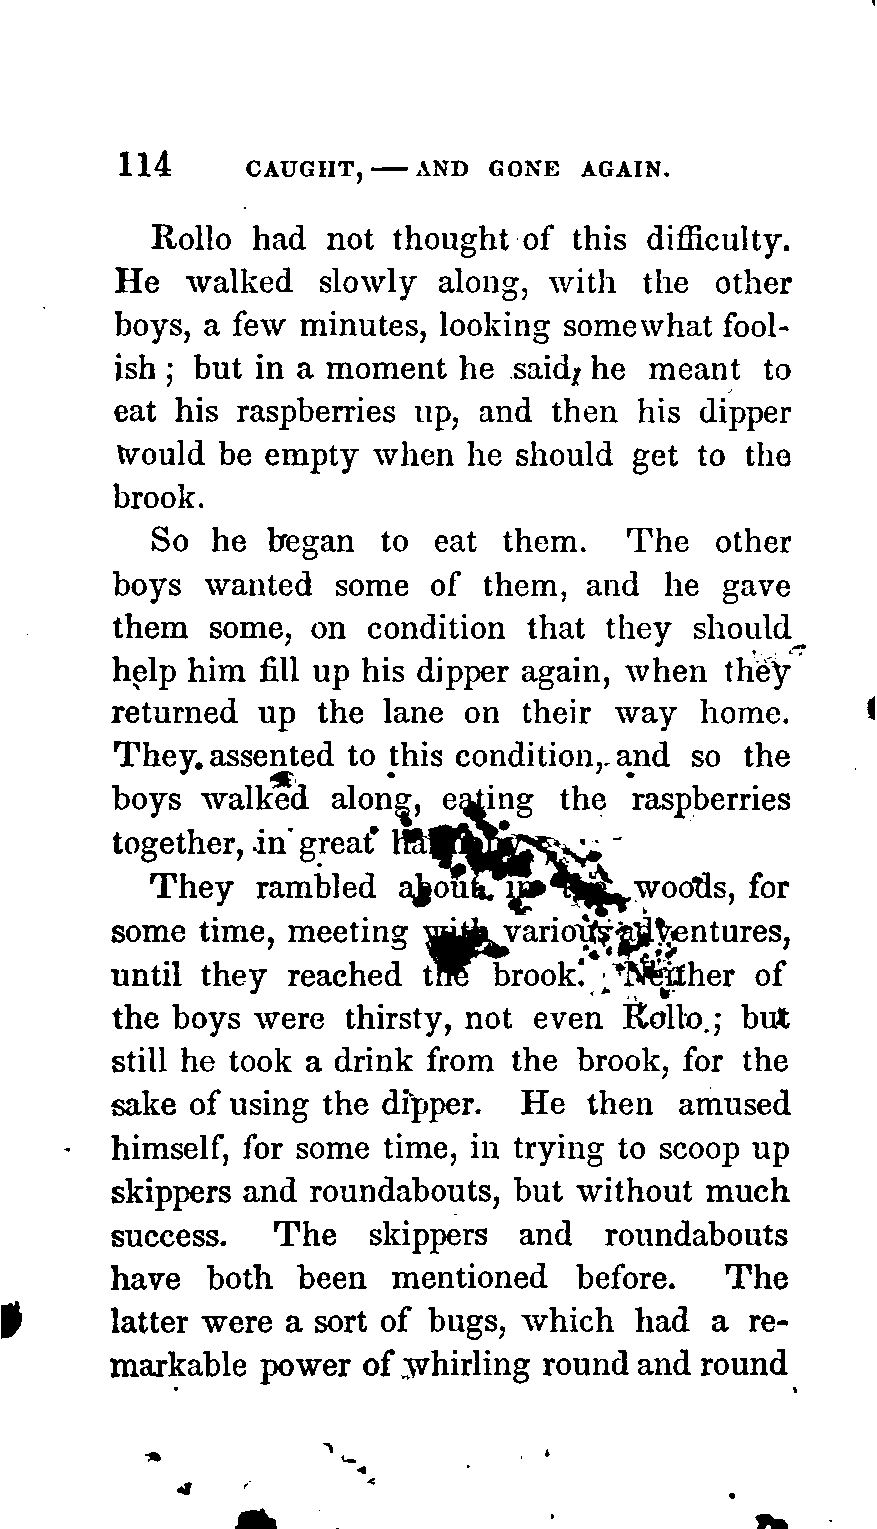 114 CAUGHT, — AND GONE AGAIN.
Rollo had not thought of this difficulty.
He walked slowly along, with the other
boys, a few minutes, looking somewhat fool-
ish ; but in a moment he said, he meant to
eat his raspberries up, and then his dipper
would be empty when he should get to the
brook.
So he began to eat them. The other
boys wanted some of them, and he gave
them some, on condition that they should
help him fill up his dipper again, when they
returned up the lane on their way home.
They assented to this condition, and so the
boys walked along, eating the raspberries
together, in great
They rambled about in woods, for
some time, meeting with various adventures,
until they reached the brook. Neither of
the boys were thirsty, not even Rollo ; but
still he took a drink from the brook, for the
sake of using the dipper. He then amused
himself, for some time, in trying to scoop up
skippers and roundabouts, but without much
success. The skippers and roundabouts
have both been mentioned before. The
latter were a sort of bugs, which had a re-
markable power of whirling round and round